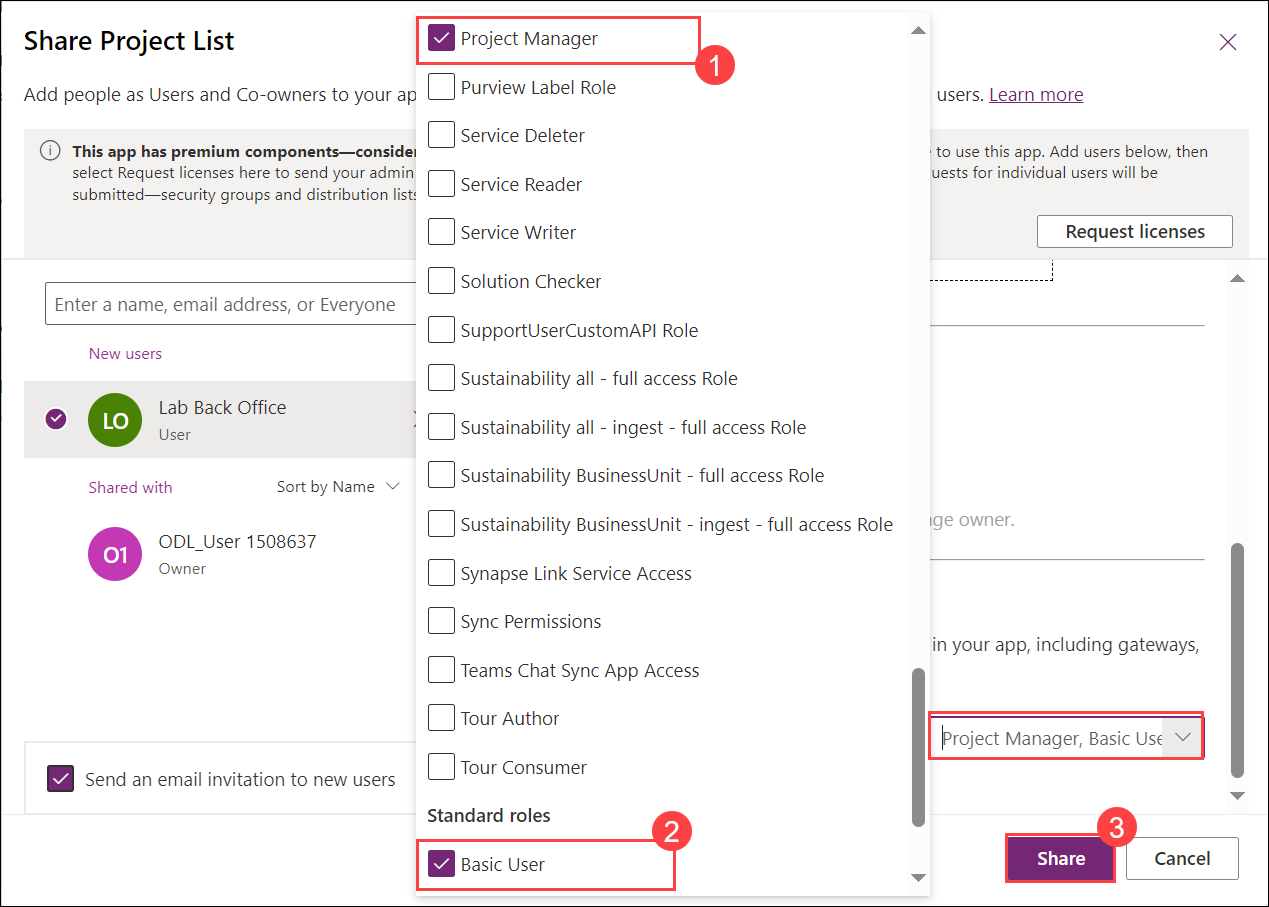 Share Project List
Add people as Users and Co-owners to your ap
users. Learn more
This app has premium components—consider
to use this app. Add users below, then
select Request licenses here to send your admin
uests for individual users will be
submitted—security groups and distribution lists
Request licenses
Enter a name, email address, or Everyone
New users
LO
Lab Back Office
User
Shared with
Sort by Name
O1
ODL_User 1508637
Owner
Send an email invitation to new users
Project Manager
1
Purview Label Role
Service Deleter
Service Reader
Service Writer
Solution Checker
SupportUserCustomAPI Role
Sustainability all - full access Role
Sustainability all - ingest - full access Role
Sustainability BusinessUnit - full access Role
Sustainability BusinessUnit - ingest - full access Role
Synapse Link Service Access
Sync Permissions
Teams Chat Sync App Access
Tour Author
Tour Consumer
Standard roles
2
Basic User
ge owner.
in your app, including gateways,
Project Manager, Basic Use
3
Share
Cancel